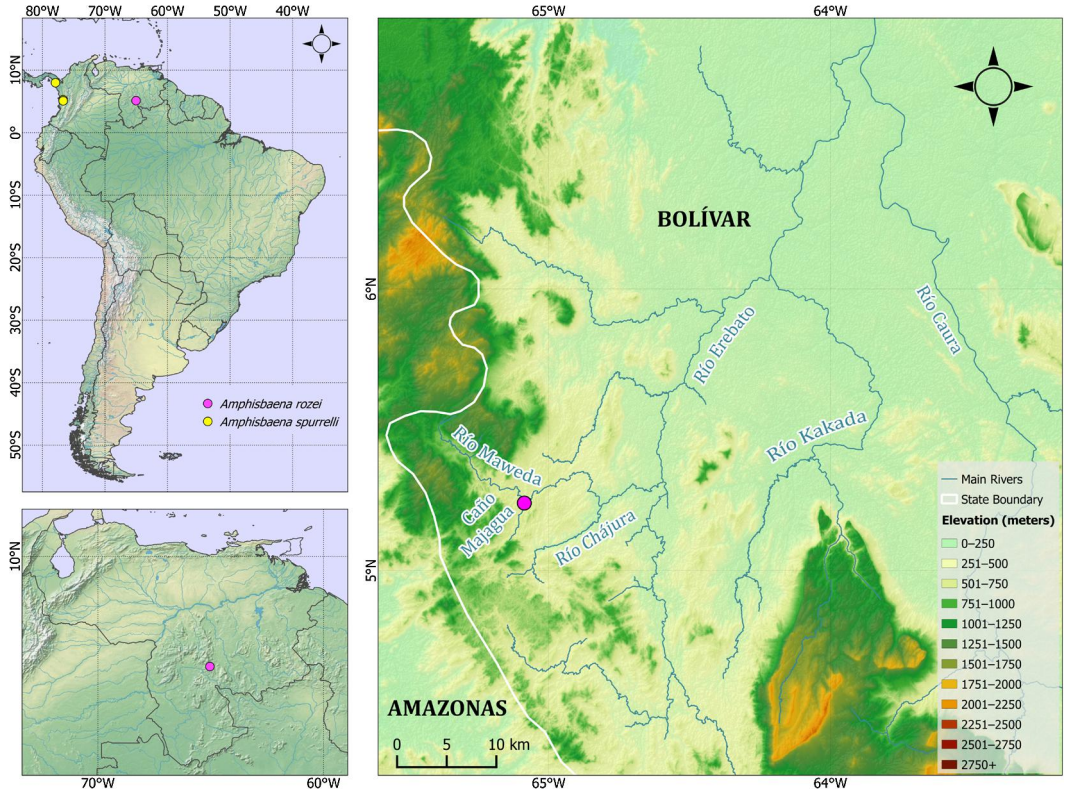 80°W 70°W 60°W 50°W 40°W
10°N
0°
10°S
20°S
30°S
40°S
50°S
Amphisbaena rozei
Amphisbaena spurrelli
10°N
70°W 60°W
65°W 64°W
6°N
5°N
BOLÍVAR
Río Caura
Río Erebato
Río Kakada
Río Maweda
Caño
Majagua
Río Chájura
AMAZONAS
0 5 10 km
Main Rivers
State Boundary
Elevation (meters)
0–250
251–500
501–750
751–1000
1001–1250
1251–1500
1501–1750
1751–2000
2001–2250
2251–2500
2501–2750
2750+
65°W 64°W